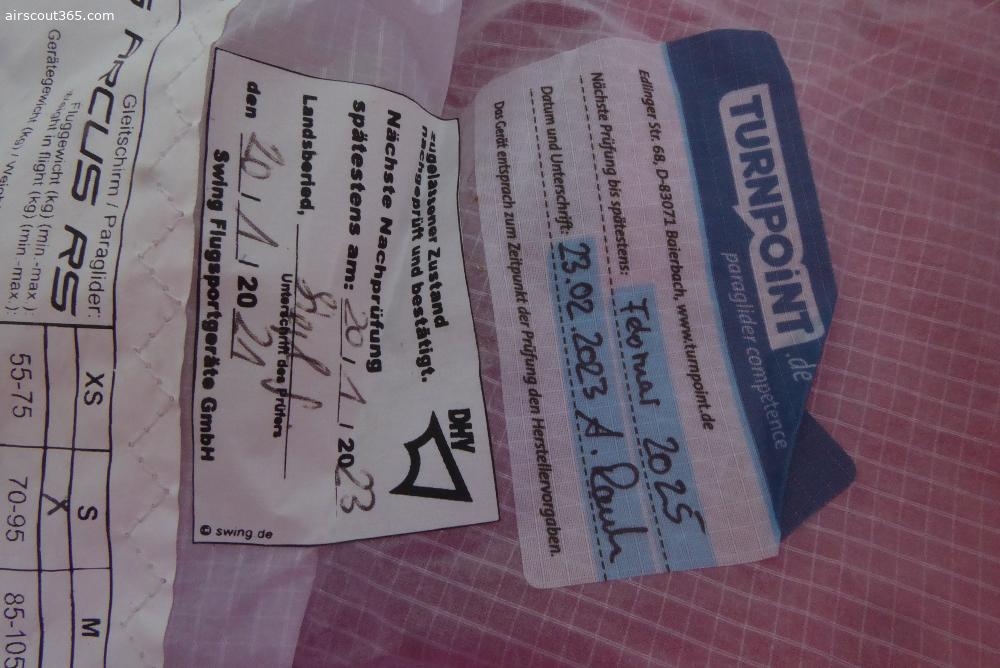 airscout365.com
ARCUS RS
Gleitschirm / Paraglider:
XS
S
M
Fluggewicht (kg) (min.-max.):
weight in flight (kg) (min.-max.):
55-75
70-95
85-105
X
Gerätegewicht (kg) /
zugelassener Zustand
nachgeprüft und bestätigt.
Nächste Nachprüfung
spätestens am: 20 / 1 / 2023
Landsberied,
Unterschrift des Prüfers
den 20 / 1 / 2021
Swing Flugsportgeräte GmbH
DHV
© swing.de
TURNPOINT.de
paraglider competence
Edlinger Str. 68, D-83071 Baierbach, www.turnpoint.de
Nächste Prüfung bis spätestens: Februar 2025
Datum und Unterschrift: 23.02.2023 A. Rauh
Das Gerät entsprach zum Zeitpunkt der Prüfung den Herstellervorgaben.